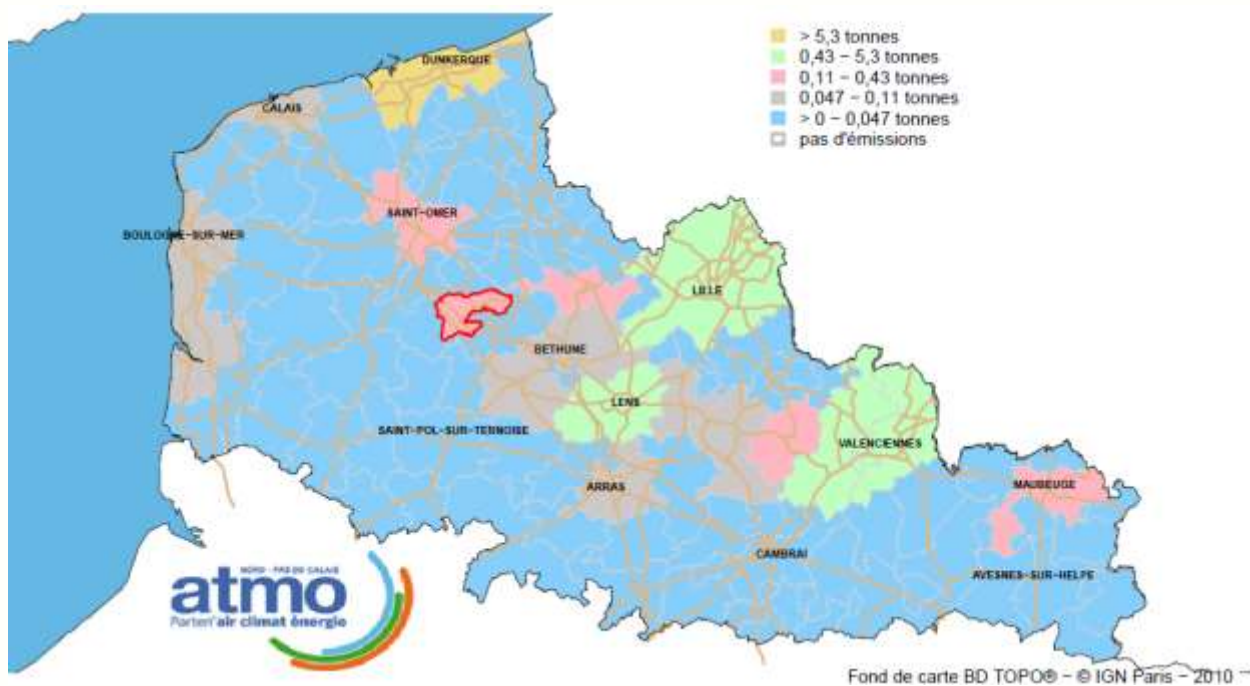 > 5,3 tonnes
0,43 – 5,3 tonnes
0,11 – 0,43 tonnes
0,047 – 0,11 tonnes
> 0 – 0,047 tonnes
pas d'émissions
DUNKERQUE
CALAIS
SAINT-OMER
BOULOGNE-SUR-MER
LILLE
BETHUNE
LENS
SAINT-POL-SUR-TERNOISE
VALENCIENNES
ARRAS
MAUBEUGE
CAMBRAI
AVESNES-SUR-HELPE
NORD - PAS DE CALAIS
atmo
Parten'air climat énergie
Fond de carte BD TOPO® – © IGN Paris – 2010